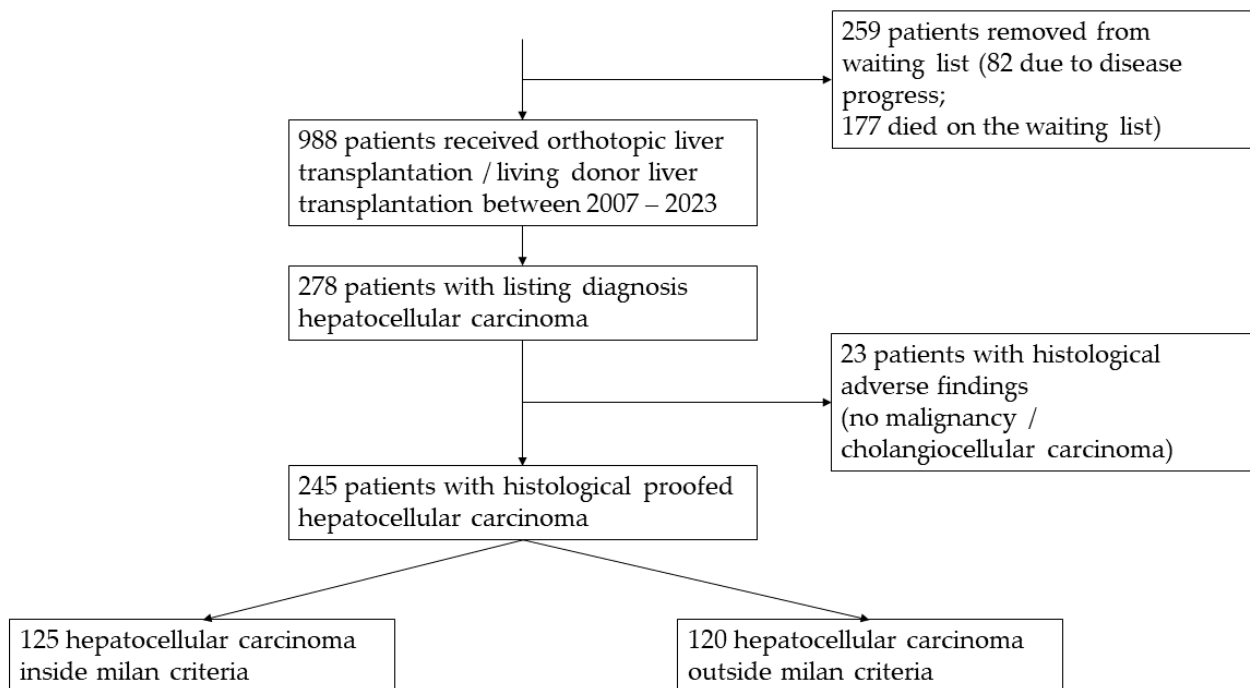 259 patients removed from
waiting list (82 due to disease
progress;
177 died on the waiting list)
988 patients received orthotopic liver
transplantation / living donor liver
transplantation between 2007 – 2023
278 patients with listing diagnosis
hepatocellular carcinoma
23 patients with histological
adverse findings
(no malignancy /
cholangiocellular carcinoma)
245 patients with histological proofed
hepatocellular carcinoma
125 hepatocellular carcinoma
inside milan criteria
120 hepatocellular carcinoma
outside milan criteria